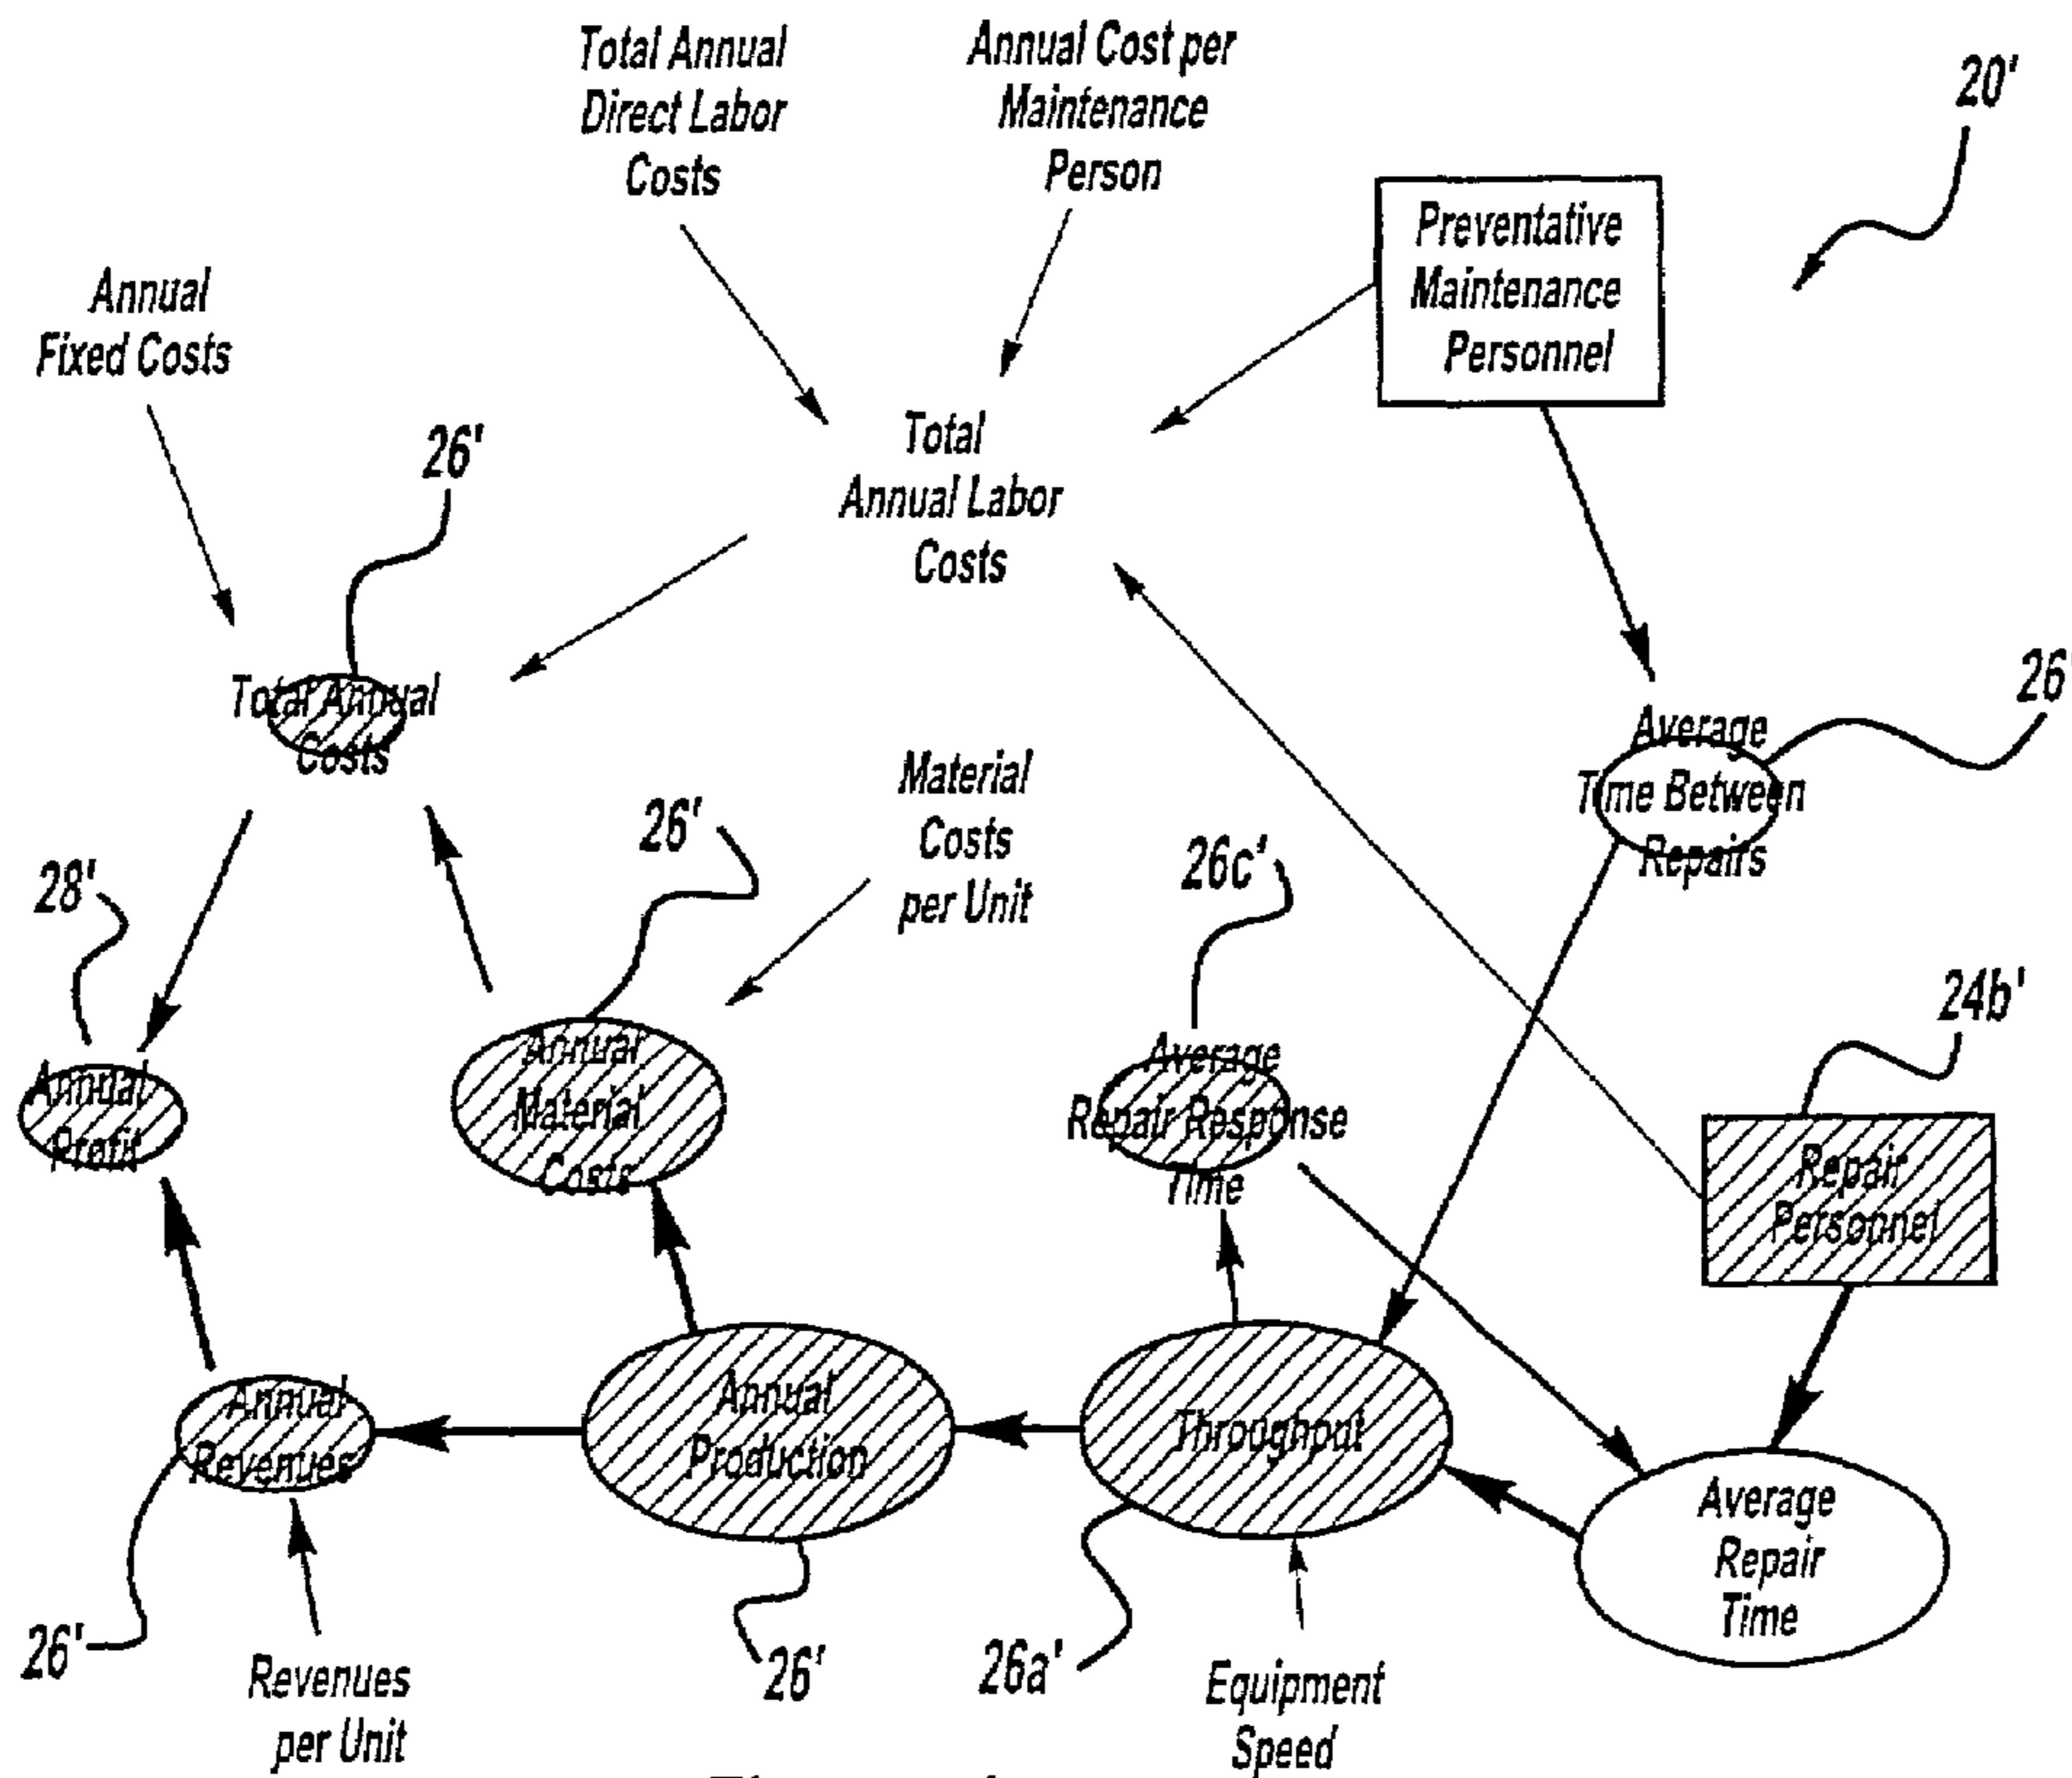 Total Annual
Direct Labor
Costs
Annual Cost per
Maintenance
Person
20'
Preventative
Maintenance
Personnel
Annual
Fixed Costs
26'
Total
Annual Labor
Costs
Total Annual
Costs
26'
Average
Time Between
Repairs
Material
Costs
per Unit
26'
26c'
28'
24b'
Annual
Profit
Annual
Material
Costs
Average
Repair Response
Time
Repair
Personnel
Annual
Revenues
Annual
Production
Throughput
Average
Repair
Time
26'
Revenues
per Unit
26'
26a'
Equipment
Speed